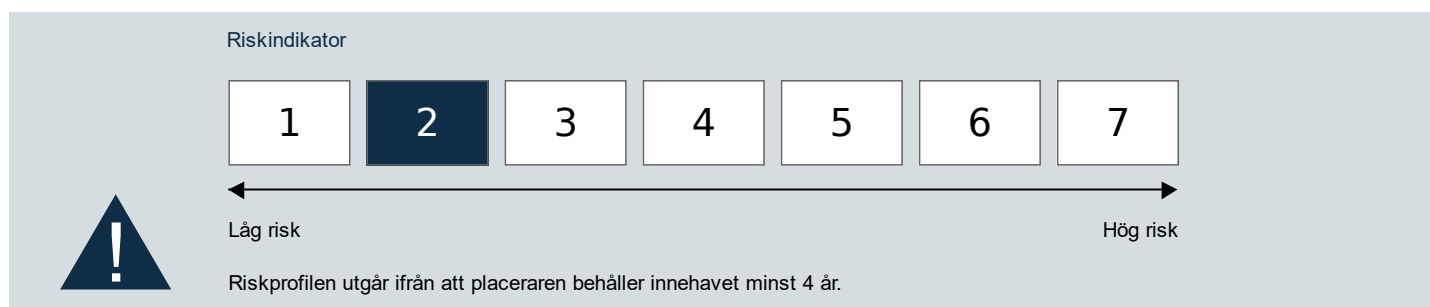 Riskindikator
1 2 3 4 5 6 7
Låg risk Hög risk
!
Riskprofilen utgår ifrån att placeraren behåller innehavet minst 4 år.